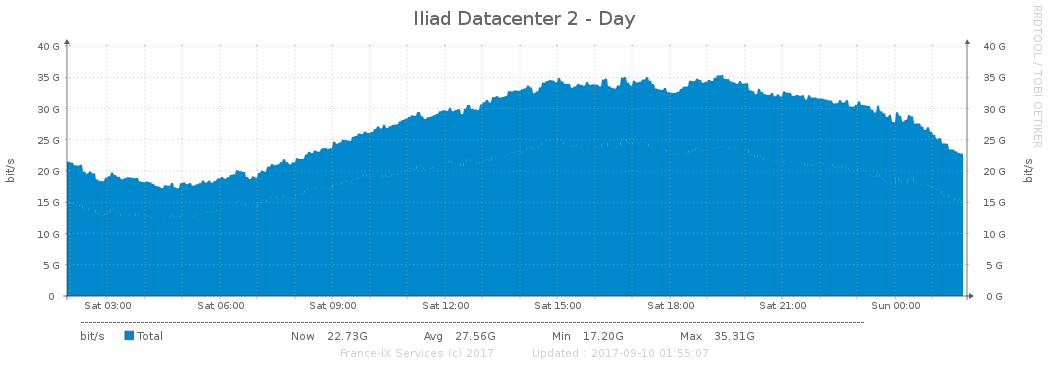 Iliad Datacenter 2 - Day
RRDTOOL / TOBI OETIKER
40 G 40 G
35 G 35 G
30 G 30 G
25 G 25 G
20 G 20 G
15 G 15 G
10 G 10 G
5 G 5 G
0 0 G
bit/s
bit/s
Sat 03:00 Sat 06:00 Sat 09:00 Sat 12:00 Sat 15:00 Sat 18:00 Sat 21:00 Sun 00:00
bit/s Total Now 22.73G Avg 27.56G Min 17.20G Max 35.31G
France-IX Services (c) 2017 Updated : 2017-09-10 01:55:07